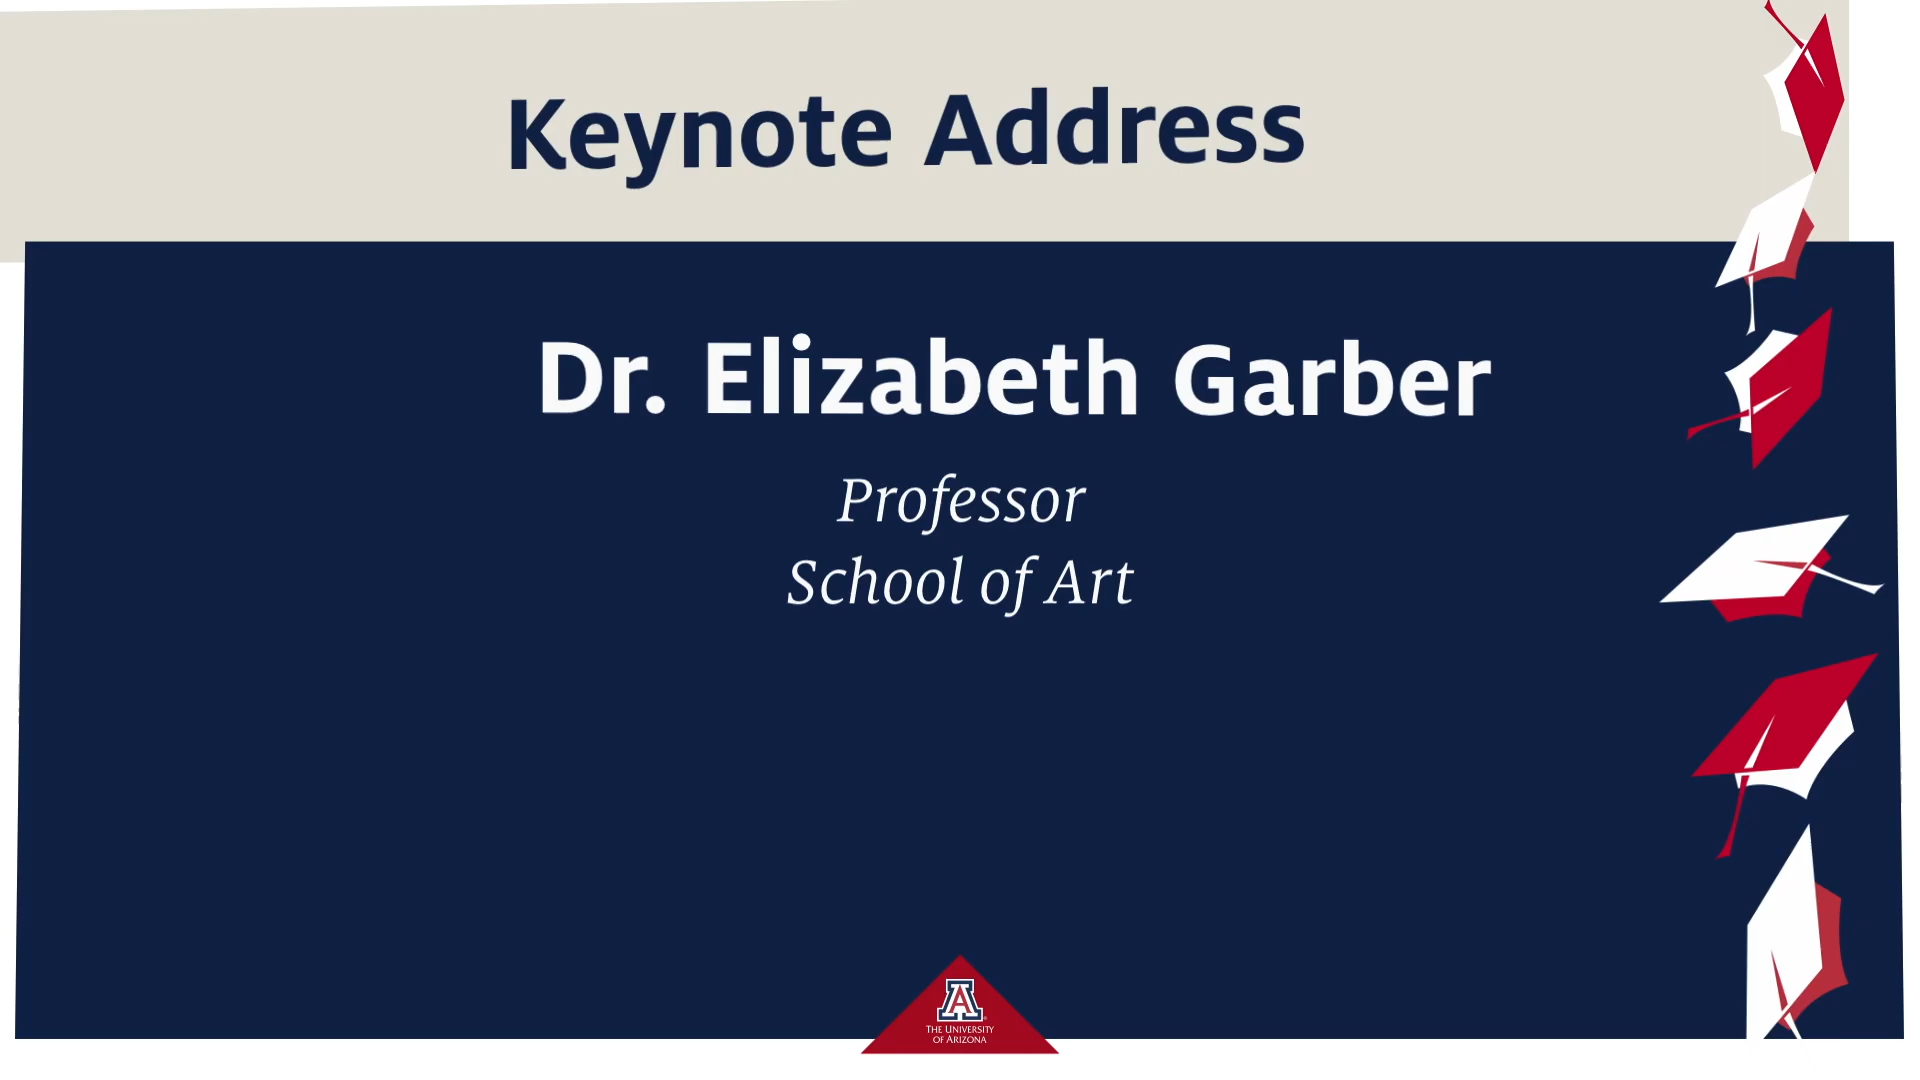 Keynote Address
Dr. Elizabeth Garber
Professor
School of Art
A
THE UNIVERSITY
OF ARIZONA